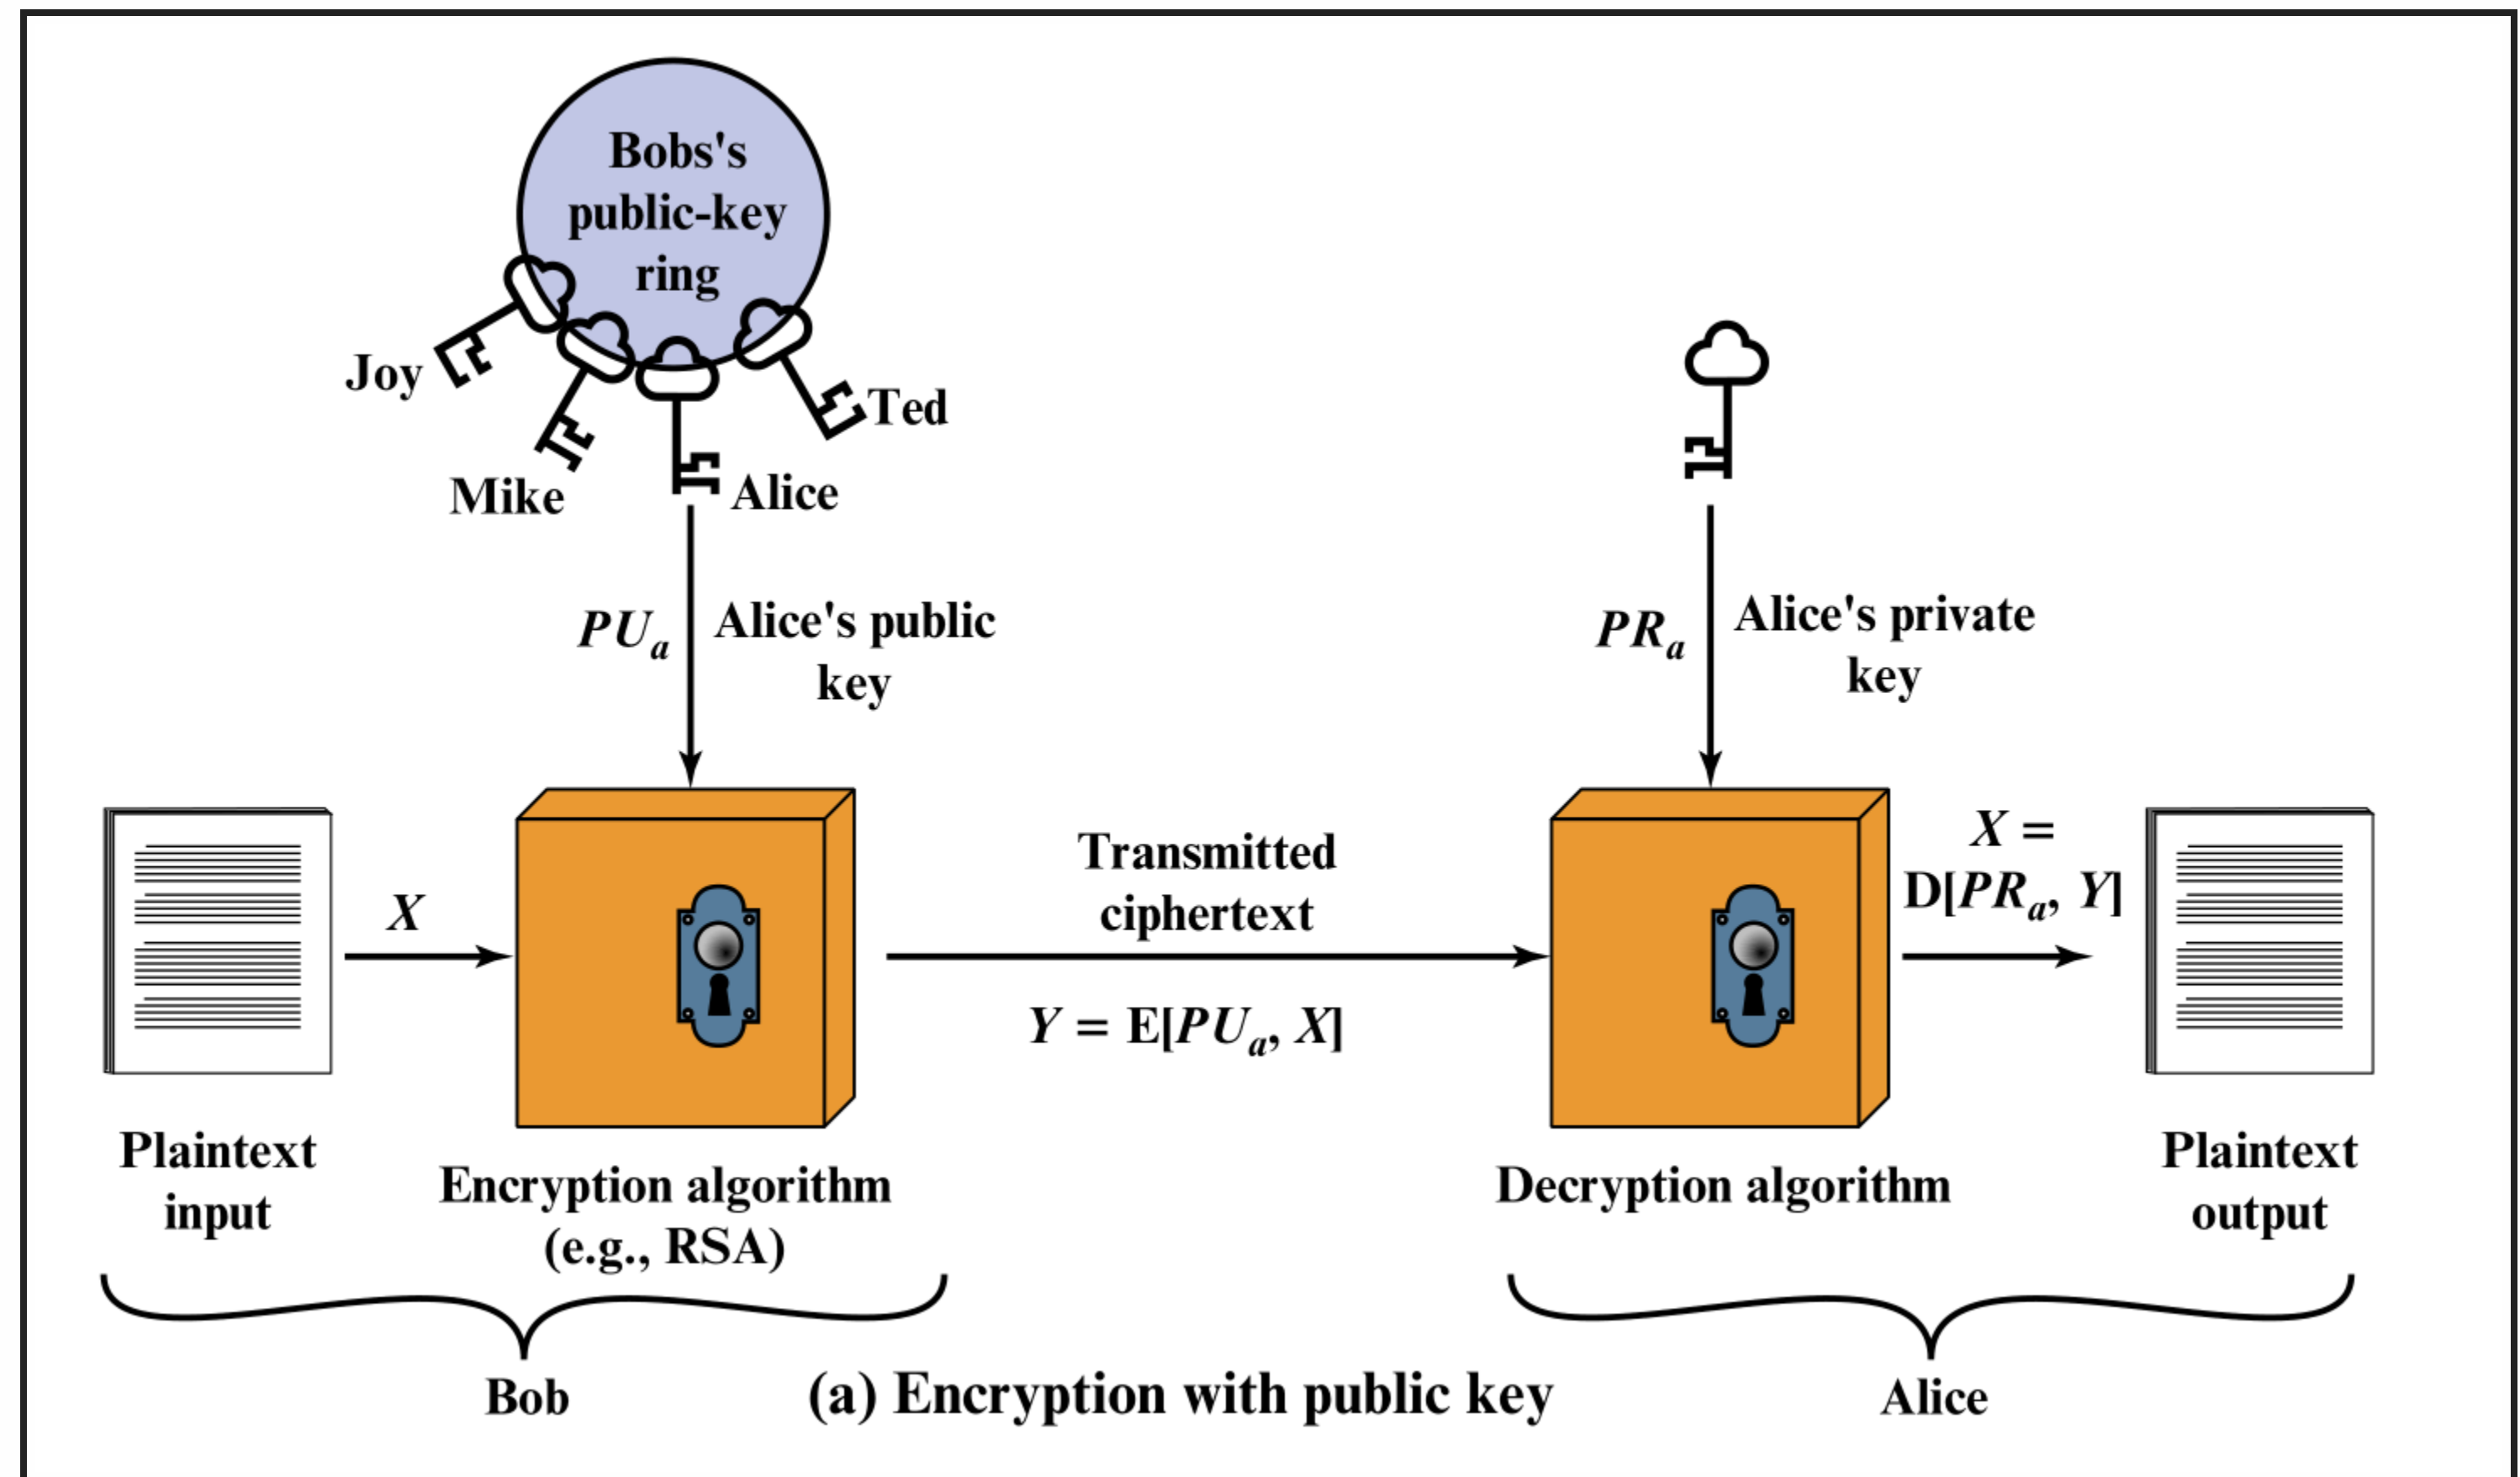 Bobs's
public-key
ring
Joy
Ted
Mike
Alice
PUa
Alice's public
key
PRa
Alice's private
key
X
Transmitted
ciphertext
Y = E[PUa, X]
X =
D[PRa, Y]
Plaintext
input
Encryption algorithm
(e.g., RSA)
Decryption algorithm
Plaintext
output
Bob
(a) Encryption with public key
Alice